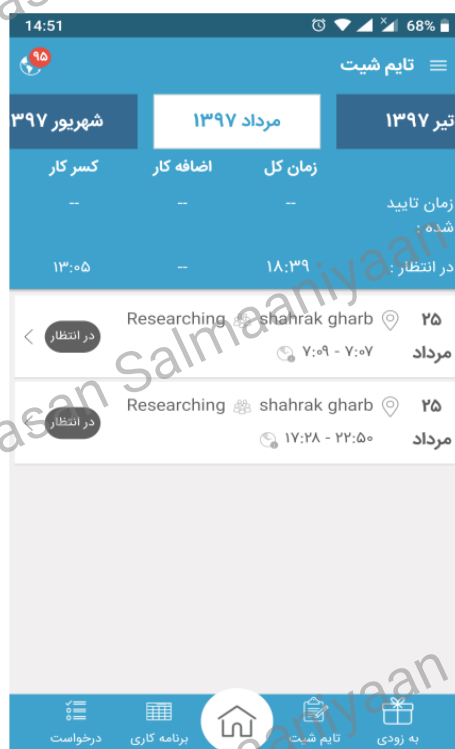 14:51 68%
تایم شیت ۹۵
تیر ۱۳۹۷ مرداد ۱۳۹۷ شهریور ۱۳۹۷
زمان کل اضافه کار کسر کار
زمان تایید شده : -- -- --
در انتظار : ۱۸:۳۹ -- ۱۳:۰۵
۲۵ shahrak gharb Researching
مرداد ۷:۰۹ - ۷:۰۷ در انتظار
۲۵ shahrak gharb Researching
مرداد ۱۷:۲۸ - ۲۲:۵۰ در انتظار
به زودی تایم شیت برنامه کاری درخواست
asan Salmaaniyaan